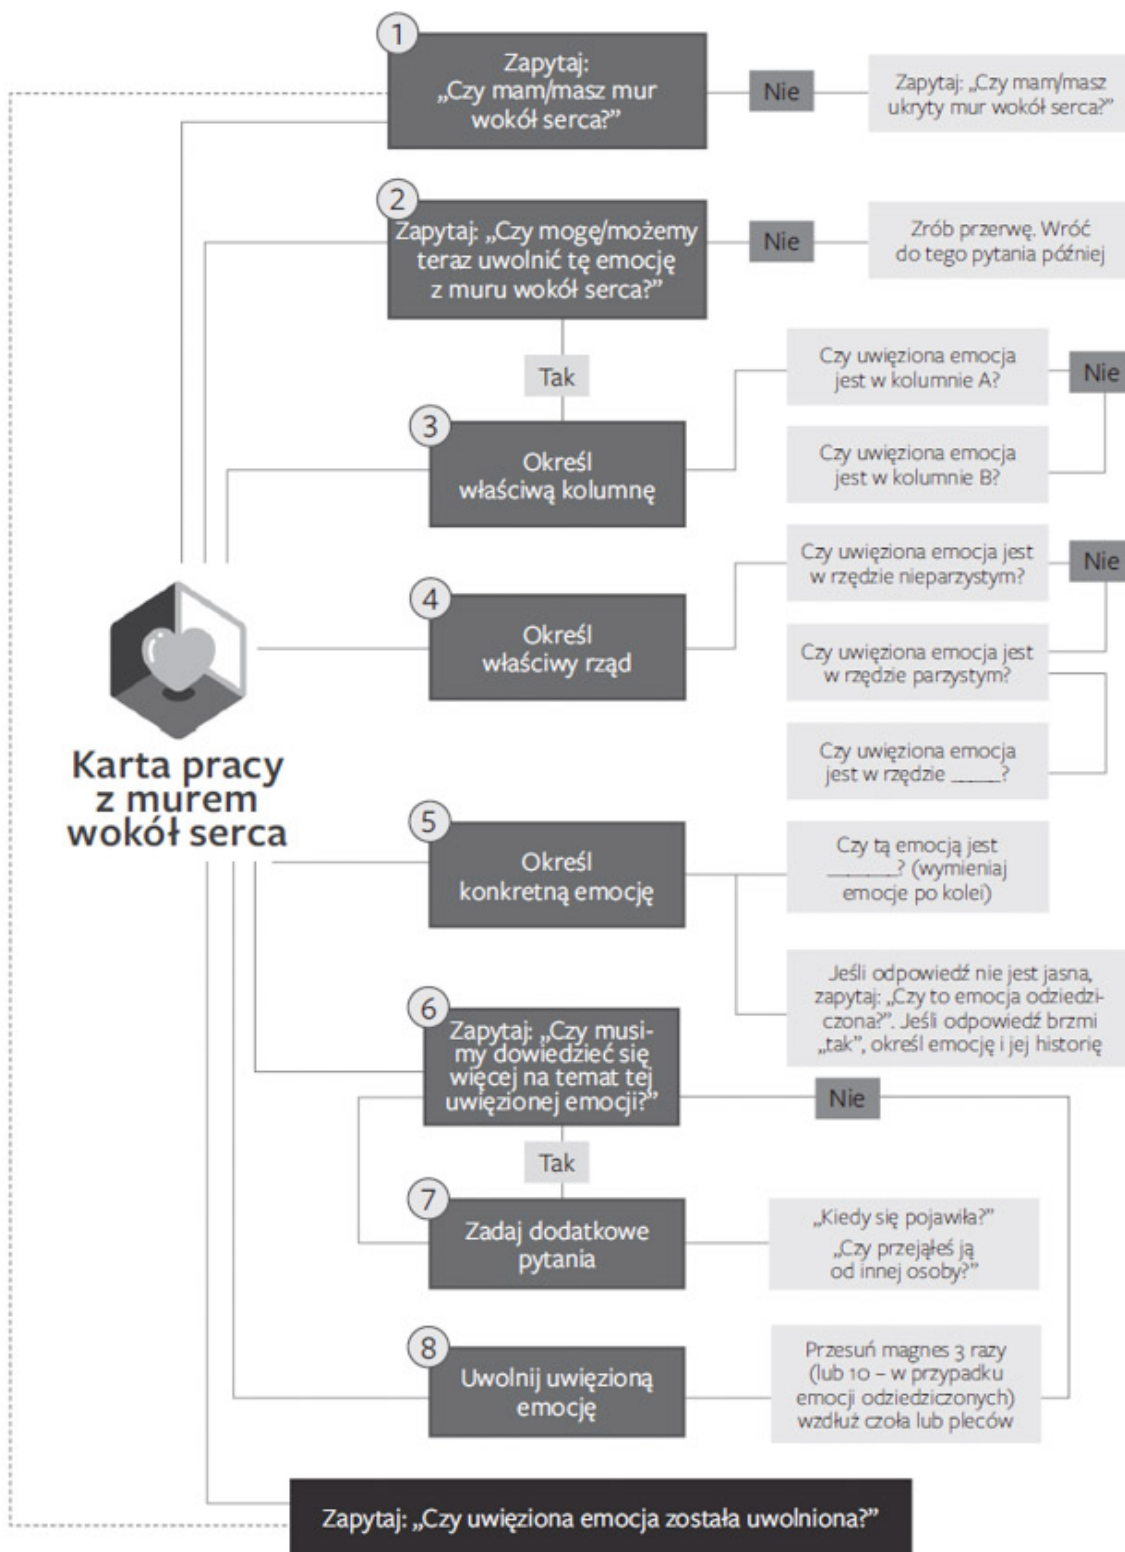 1
Zapytaj:
„Czy mam/masz mur
wokół serca?”
Nie
Zapytaj: „Czy mam/masz
ukryty mur wokół serca?”
2
Zapytaj: „Czy mogę/możemy
teraz uwolnić tę emocję
z muru wokół serca?”
Nie
Zrób przerwę. Wróć
do tego pytania później
Tak
3
Określ
właściwą kolumnę
Czy uwięziona emocja
jest w kolumnie A?
Nie
Czy uwięziona emocja
jest w kolumnie B?
4
Określ
właściwy rząd
Czy uwięziona emocja jest
w rzędzie nieparzystym?
Nie
Czy uwięziona emocja jest
w rzędzie parzystym?
Czy uwięziona emocja
jest w rzędzie _____?
Karta pracy
z murem
wokół serca
5
Określ
konkretną emocję
Czy tą emocją jest
_______? (wymieniaj
emocje po kolei)
Jeśli odpowiedź nie jest jasna,
zapytaj: „Czy to emocja odziedzi-
czona?”. Jeśli odpowiedź brzmi
„tak”, określ emocję i jej historię
6
Zapytaj: „Czy musi-
my dowiedzieć się
więcej na temat tej
uwięzionej emocji?”
Nie
Tak
7
Zadaj dodatkowe
pytania
„Kiedy się pojawiła?”
„Czy przejąłeś ją
od innej osoby?”
8
Uwolnij uwięzioną
emocję
Przesuń magnes 3 razy
(lub 10 – w przypadku
emocji odziedziczonych)
wzdłuż czoła lub pleców
Zapytaj: „Czy uwięziona emocja została uwolniona?”